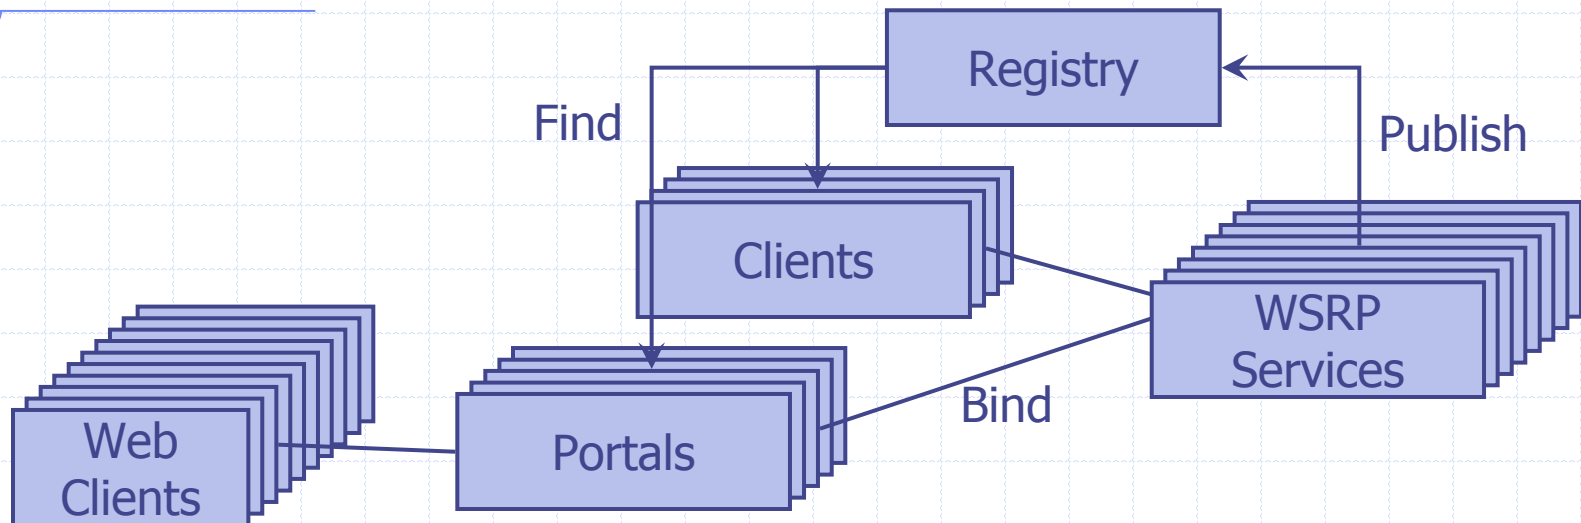 Registry
Find
Publish
Clients
WSRP
Services
Bind
Web
Clients
Portals